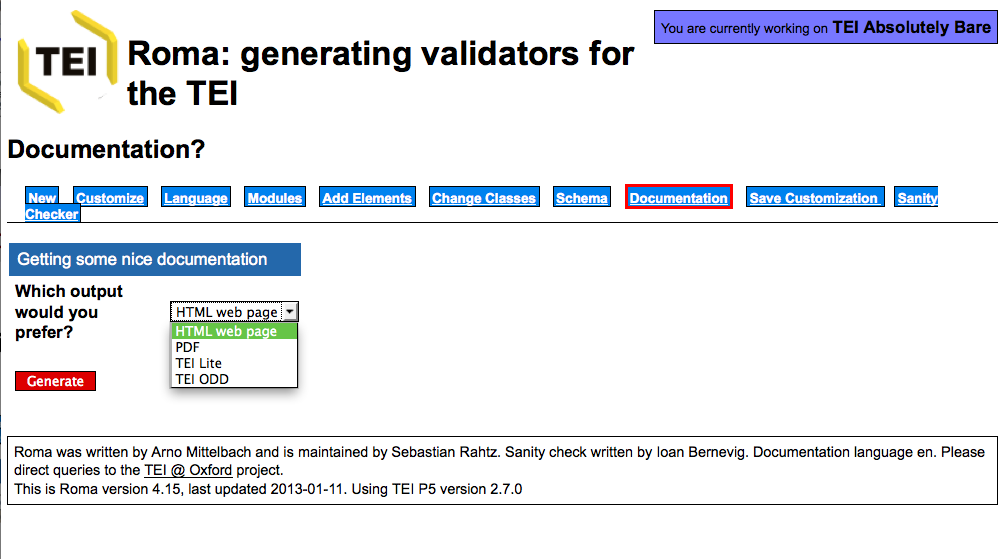 You are currently working on TEI Absolutely Bare
TEI
Roma: generating validators for
the TEI
Documentation?
New Customize Language Modules Add Elements Change Classes Schema Documentation Save Customization Sanity
Checker
Getting some nice documentation
Which output
would you
prefer?
HTML web page
HTML web page
PDF
TEI Lite
TEI ODD
Generate
Roma was written by Arno Mittelbach and is maintained by Sebastian Rahtz. Sanity check written by Ioan Bernevig. Documentation language en. Please
direct queries to the TEI @ Oxford project.
This is Roma version 4.15, last updated 2013-01-11. Using TEI P5 version 2.7.0